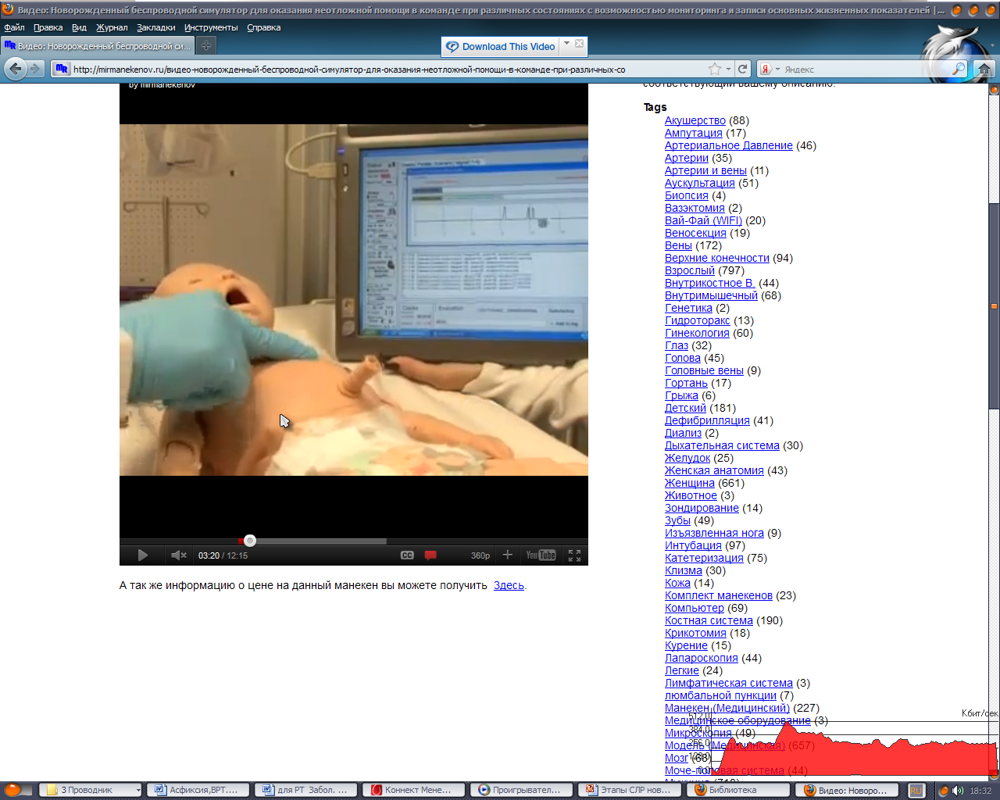 Видео: Новорожденный беспроводной симулятор для оказания неотложной помощи в команде при различных состояниях с возможностью мониторинга и записи основных жизненных показателей |...
Файл Правка Вид Журнал Закладки Инструменты Справка
Видео: Новорожденный беспроводной си...
Download This Video
http://mirmanekenov.ru/видео-новорожденный-беспроводной-симулятор-для-оказания-неотложной-помощи-в-команде-при-различных-со
Яндекс
by mirmanekenov
соответствующий вашему описанию.
Tags
Акушерство (88)
Ампутация (17)
Артериальное Давление (46)
Артерии (35)
Артерии и вены (11)
Аускультация (51)
Биопсия (4)
Вазэктомия (2)
Вай-Фай (WIFI) (20)
Веносекция (19)
Вены (172)
Верхние конечности (94)
Взрослый (797)
Внутрикостное В. (44)
Внутримышечный (68)
Генетика (2)
Гидроторакс (13)
Гинекология (60)
Глаз (32)
Голова (45)
Головные вены (9)
Гортань (17)
Грыжа (6)
Детский (181)
Дефибрилляция (41)
Диализ (2)
Дыхательная система (30)
Желудок (25)
Женская анатомия (43)
Женщина (661)
Животное (3)
Зондирование (14)
Зубы (49)
Изъязвленная нога (9)
Интубация (97)
Катетеризация (75)
Клизма (30)
Кожа (14)
Комплект манекенов (23)
Компьютер (69)
Костная система (190)
Крикотомия (18)
Курение (15)
Лапароскопия (44)
Легкие (24)
Лимфатическая система (3)
люмбальной пункции (7)
Манекен (Медицинский) (227)
Медицинское оборудование (3)
Микроскопия (49)
Модель (Медицинская) (657)
Мозг (68)
Моче-половая система (44)
Мужчина (710)
03:20 / 12:15
CC
360p
YouTube
А так же информацию о цене на данный манекен вы можете получить Здесь.
Кбит/сек
512.0
384.0
256.0
128.0
0.0
3 Проводник
Асфиксия,ВРТ....
для РТ Забол. ...
Коннект Мене...
Проигрывател...
Этапы СЛР нов...
Библиотека
Видео: Новоро...
RU
18:32